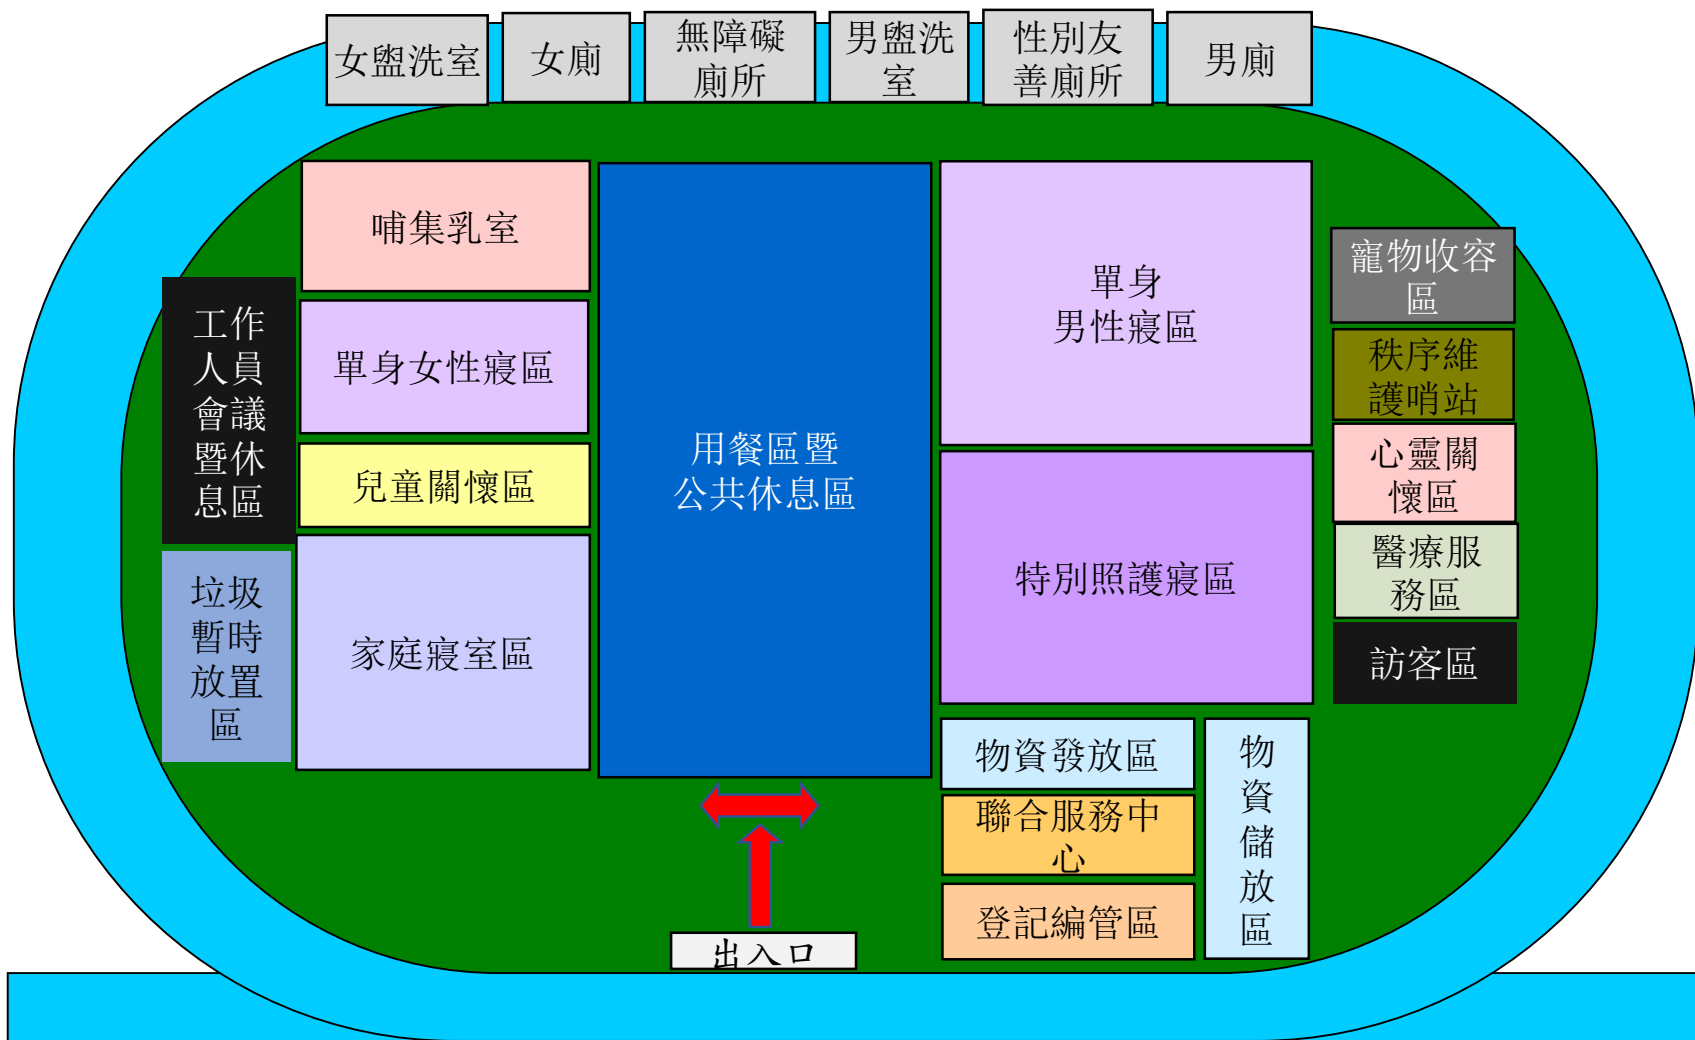 女盥洗室
女廁
無障礙
廁所
男盥洗
室
性別友
善廁所
男廁
哺集乳室
單身女性寢區
兒童關懷區
家庭寢室區
工作
人員
會議
暨休
息區
垃圾
暫時
放置
區
用餐區暨
公共休息區
單身
男性寢區
特別照護寢區
寵物收容
區
秩序維
護哨站
心靈關
懷區
醫療服
務區
訪客區
物資發放區
聯合服務中
心
登記編管區
物
資
儲
放
區
出入口